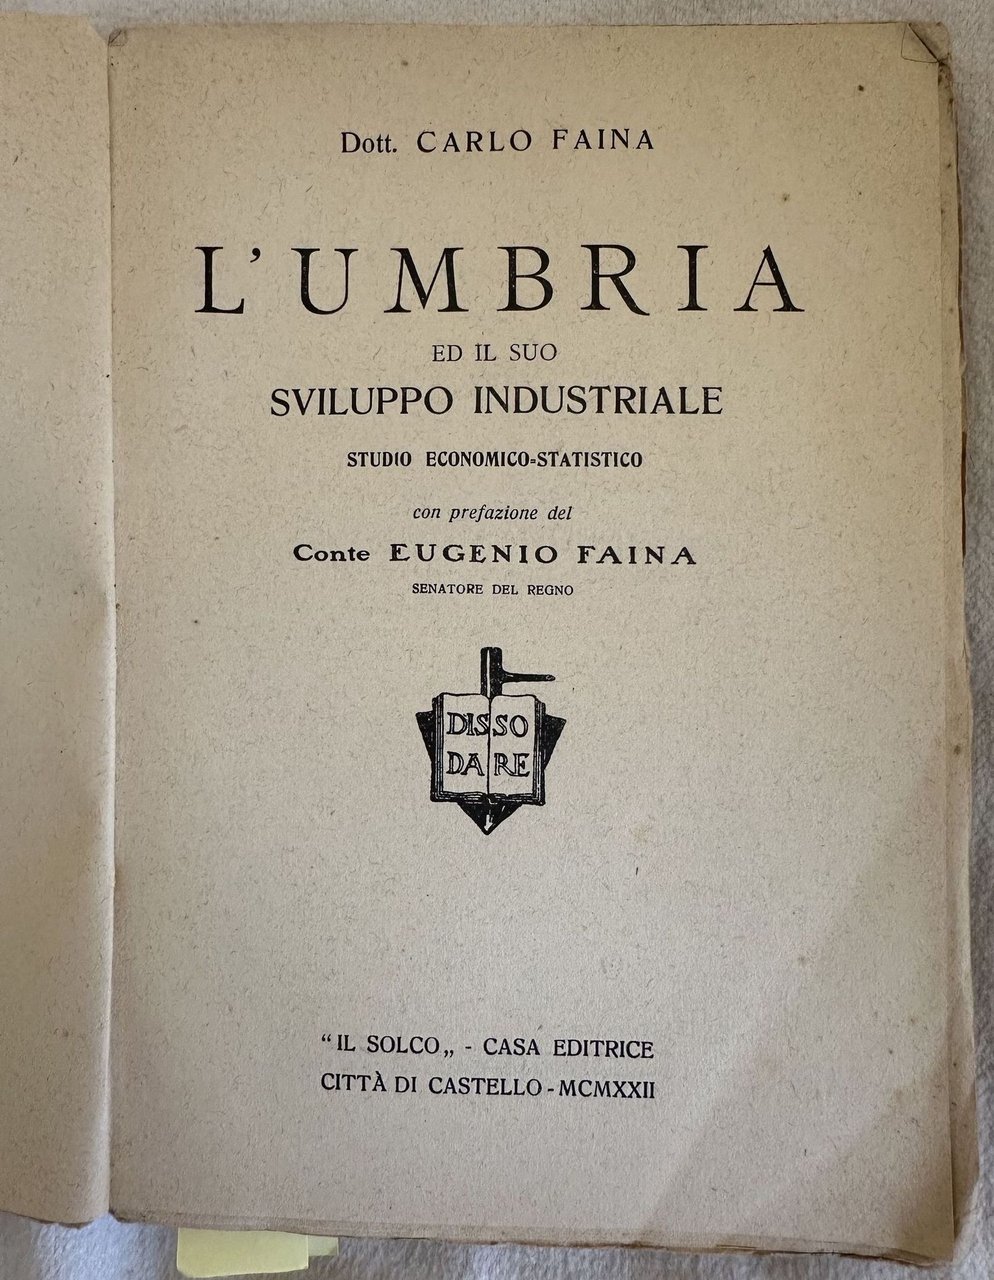 Dott. CARLO FAINA
L'UMBRIA
ED IL SUO
SVILUPPO INDUSTRIALE
STUDIO ECONOMICO=STATISTICO
con prefazione del
Conte EUGENIO FAINA
SENATORE DEL REGNO
DISSO
DARE
“IL SOLCO„ - CASA EDITRICE
CITTÀ DI CASTELLO - MCMXXII